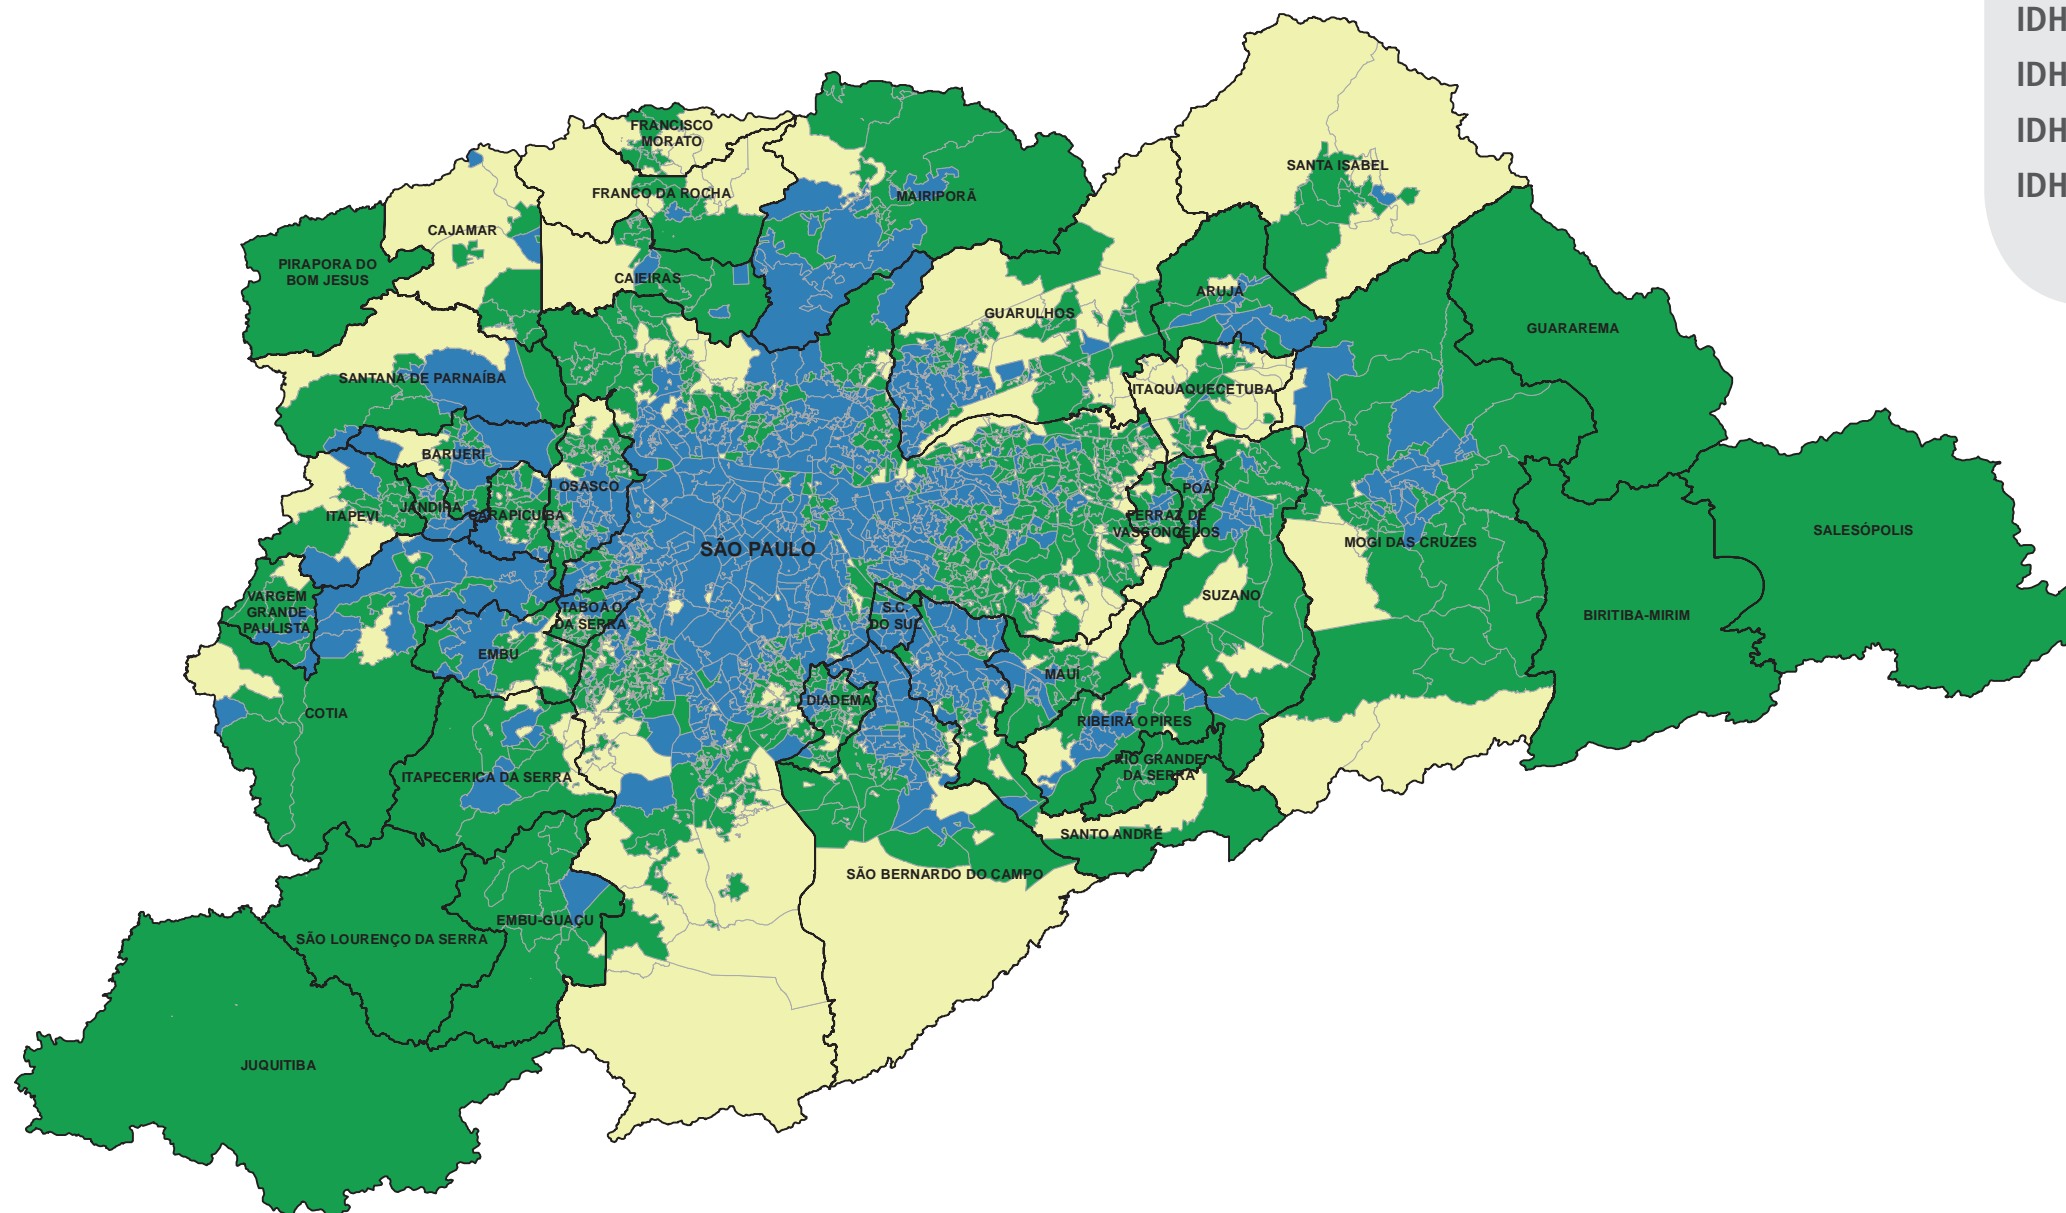 IDH
IDH
IDH
IDH
FRANCISCO
MORATO
SANTA ISABEL
FRANCO DA ROCHA
MAIRIPORÃ
CAJAMAR
PIRAPORA DO
BOM JESUS
CAIEIRAS
ARUJÁ
GUARULHOS
GUARAREMA
SANTANA DE PARNAÍBA
ITAQUAQUECETUBA
BARUERI
OSASCO
POÁ
JANDIRA
CARAPICUÍBA
ITAPEVI
FERRAZ DE
VASCONCELOS
SALESÓPOLIS
MOGI DAS CRUZES
SÃO PAULO
SUZANO
VARGEM
GRANDE
PAULISTA
TABOÃO
DA SERRA
S.C.
DO SUL
BIRITIBA-MIRIM
EMBU
MAUÁ
DIADEMA
COTIA
RIBEIRÃO PIRES
ITAPECERICA DA SERRA
RIO GRANDE
DA SERRA
SANTO ANDRÉ
SÃO BERNARDO DO CAMPO
EMBU-GUAÇU
SÃO LOURENÇO DA SERRA
JUQUITIBA